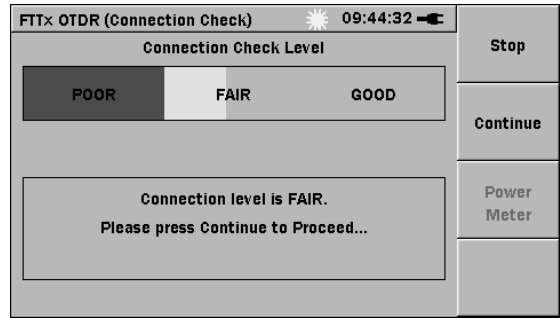 FTTx OTDR (Connection Check) 09:44:32
Connection Check Level
POOR FAIR GOOD
Connection level is FAIR.
Please press Continue to Proceed...
Stop
Continue
Power
Meter